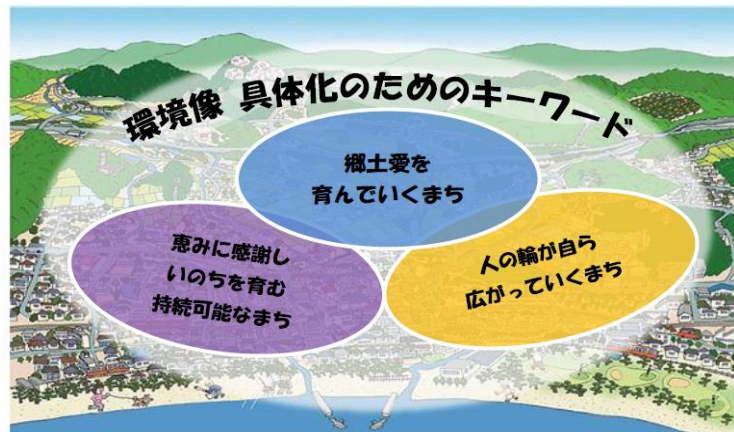 環境像 具体化のためのキーワード
郷土愛を
育んでいくまち
恵みに感謝し
いのちを育む
持続可能なまち
人の輪が自ら
広がっていくまち